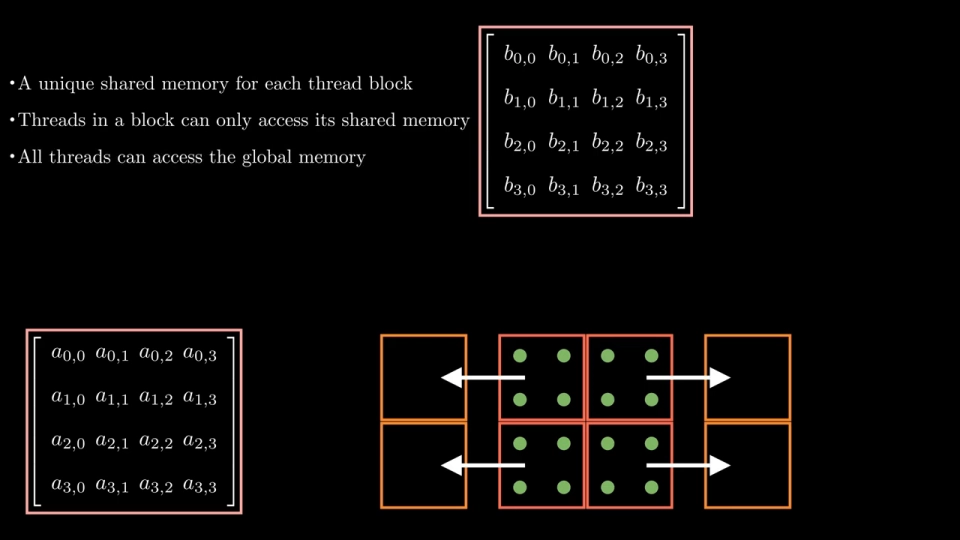 •A unique shared memory for each thread block
•Threads in a block can only access its shared memory
•All threads can access the global memory
b0,0 b0,1 b0,2 b0,3
b1,0 b1,1 b1,2 b1,3
b2,0 b2,1 b2,2 b2,3
b3,0 b3,1 b3,2 b3,3
a0,0 a0,1 a0,2 a0,3
a1,0 a1,1 a1,2 a1,3
a2,0 a2,1 a2,2 a2,3
a3,0 a3,1 a3,2 a3,3